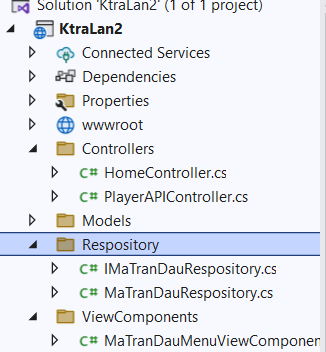 Solution 'KtraLan2' (1 of 1 project)
KtraLan2
Connected Services
Dependencies
Properties
wwwroot
Controllers
C# HomeController.cs
C# PlayerAPIController.cs
Models
Respository
C# IMaTranDauRespository.cs
C# MaTranDauRespository.cs
ViewComponents
C# MaTranDauMenuViewComponen